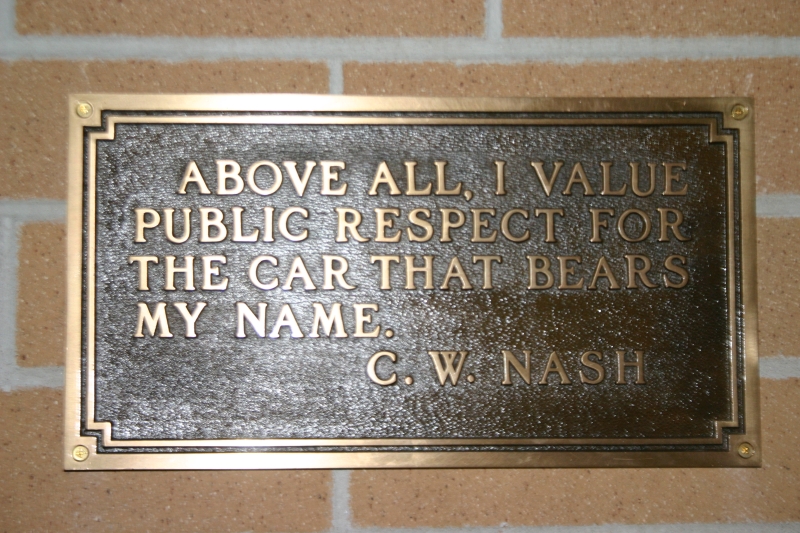 ABOVE ALL, I VALUE
PUBLIC RESPECT FOR
THE CAR THAT BEARS
MY NAME.
C. W. NASH